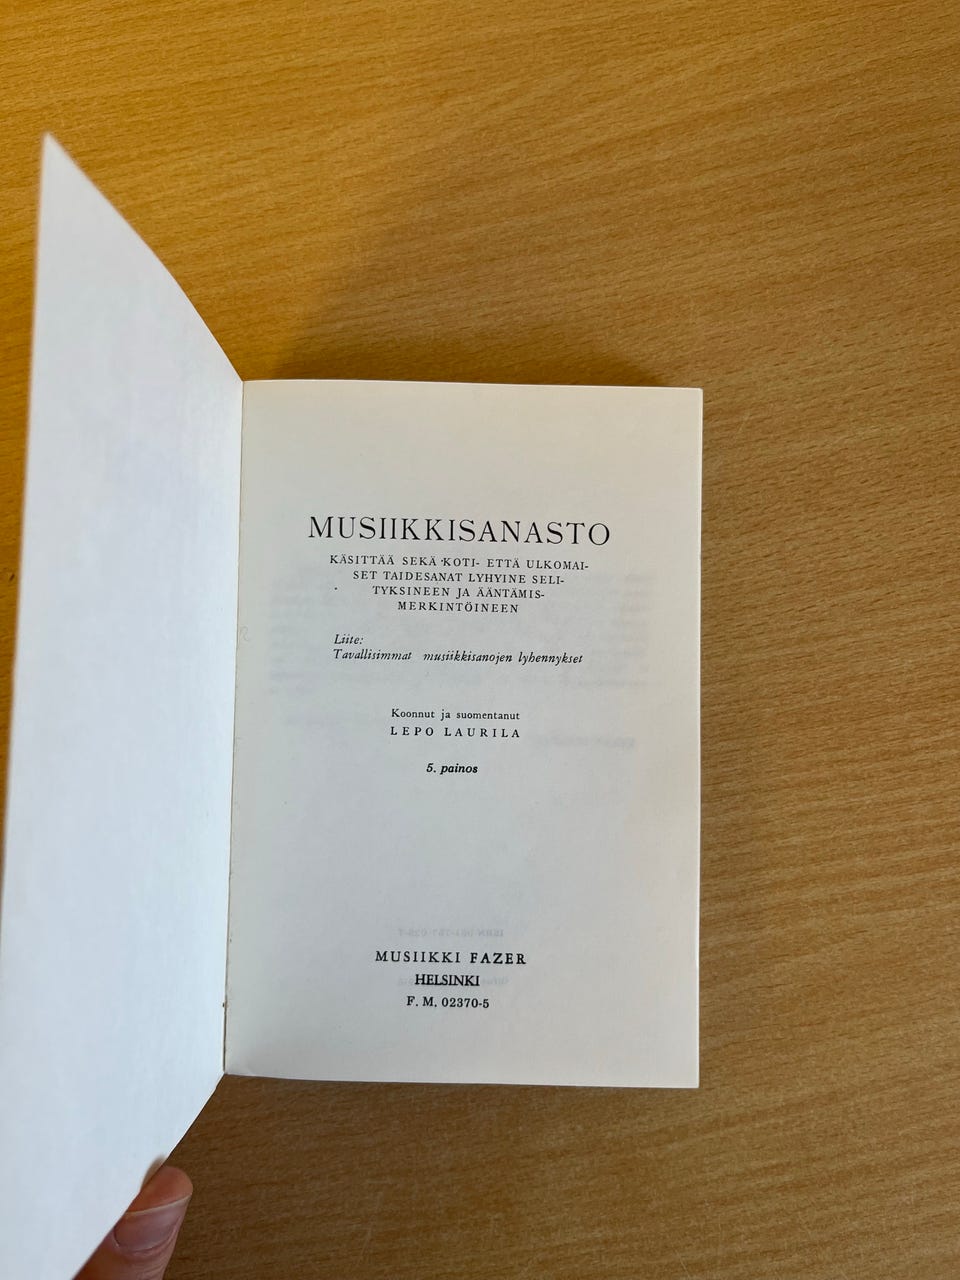 MUSIIKKISANASTO
KÄSITTÄÄ SEKÄ KOTI- ETTÄ ULKOMAI-
SET TAIDESANAT LYHYINE SELI-
TYKSINEEN JA ÄÄNTÄMIS-
MERKINTÖINEEN
Liite:
Tavallisimmat musiikkisanojen lyhennykset
Koonnut ja suomentanut
LEPO LAURILA
5. painos
MUSIIKKI FAZER
HELSINKI
F. M. 02370-5